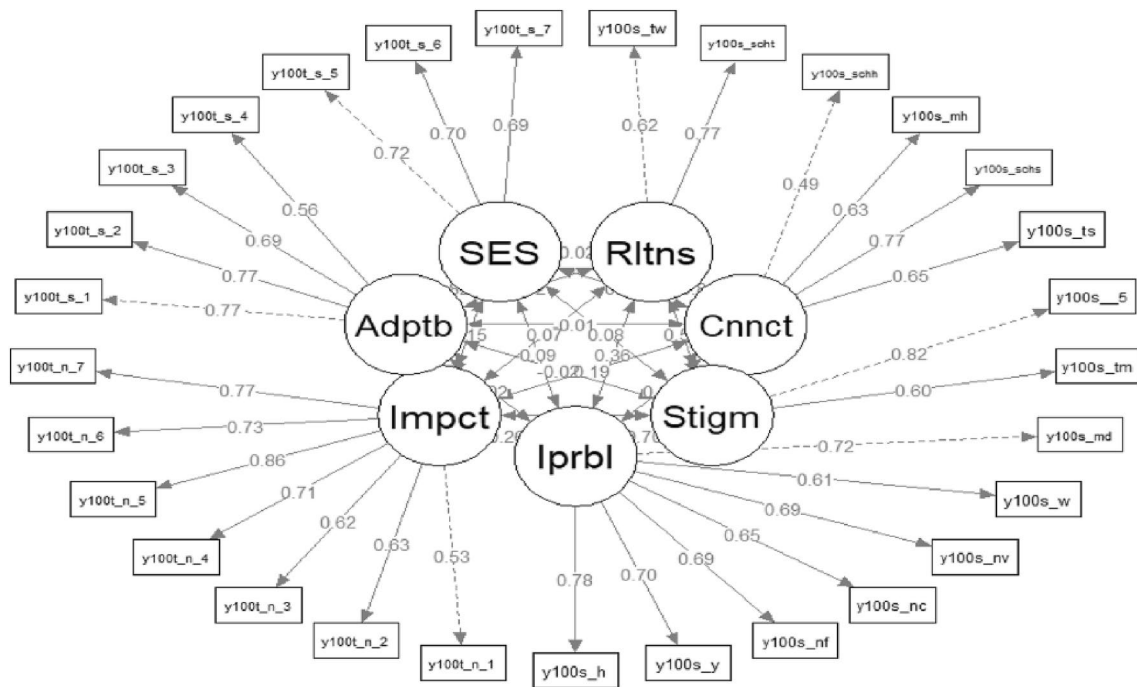 y100t_s_7
y100s_tw
y100t_s_6
y100s_scht
y100t_s_5
y100s_schh
y100t_s_4
y100s_mh
y100t_s_3
y100s_schs
y100t_s_2
y100s_ts
y100t_s_1
y100s__5
y100t_n_7
y100s_tm
y100t_n_6
y100s_md
y100t_n_5
y100s_w
y100t_n_4
y100s_nv
y100t_n_3
y100s_nc
y100t_n_2
y100s_nf
y100t_n_1
y100s_h
y100s_y
0.70
0.69
0.62
0.77
0.72
0.49
0.56
0.63
0.69
0.77
0.77
0.65
0.77
0.82
0.77
0.60
0.73
0.72
0.86
0.61
0.71
0.69
0.62
0.65
0.63
0.69
0.53
0.78
0.70
SES
Rltns
Adptb
Cnnct
Impct
Stigm
Iprbl
0.02
-0.01
0.07
0.08
0.09
0.36
-0.02
0.19